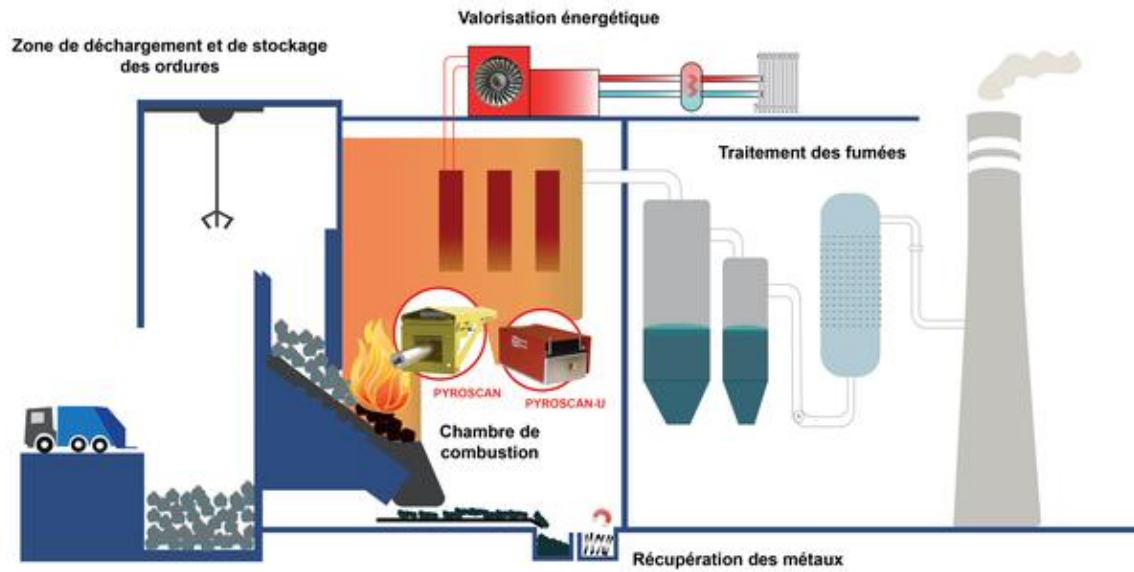 Valorisation énergétique
Zone de déchargement et de stockage
des ordures
Traitement des fumées
PYROSCAN
PYROSCAN-U
Chambre de
combustion
Récupération des métaux